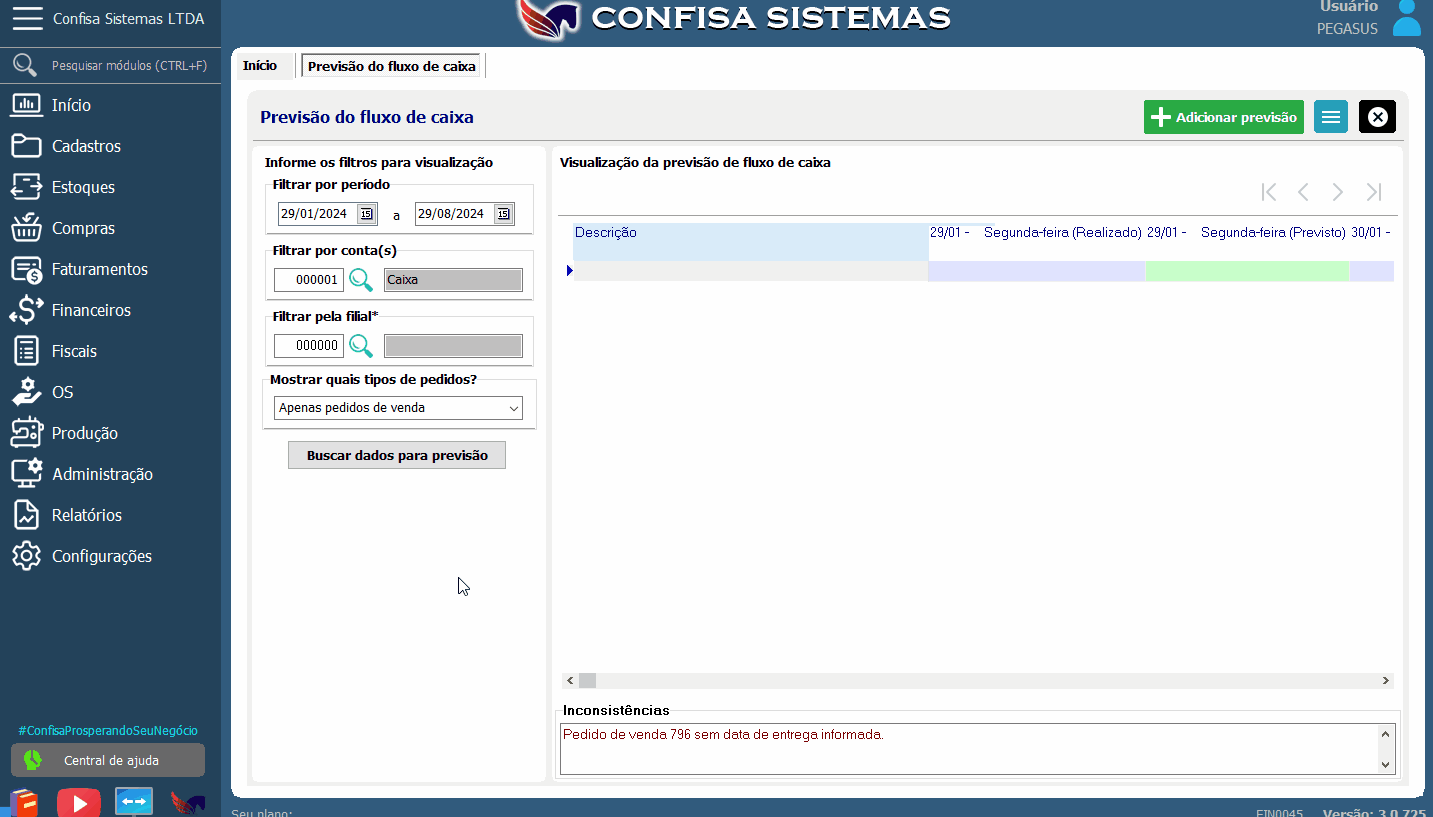 Confisa Sistemas LTDA
CONFISA SISTEMAS
Usuário
PEGASUS
Pesquisar módulos (CTRL+F)
Início
Cadastros
Estoques
Compras
Faturamentos
Financeiros
Fiscais
OS
Produção
Administração
Relatórios
Configurações
#ConfisaProsperandoSeuNegócio
Central de ajuda
Início
Previsão do fluxo de caixa
Previsão do fluxo de caixa
Adicionar previsão
Informe os filtros para visualização
Filtrar por período
29/01/2024 15 a 29/08/2024 15
Filtrar por conta(s)
000001 Caixa
Filtrar pela filial*
000000
Mostrar quais tipos de pedidos?
Apenas pedidos de venda
Buscar dados para previsão
Visualização da previsão de fluxo de caixa
Descrição 29/01 - Segunda-feira (Realizado) 29/01 - Segunda-feira (Previsto) 30/01 -
Inconsistências
Pedido de venda 796 sem data de entrega informada.
Seu plano: FIN0045 Versão: 3.0.725